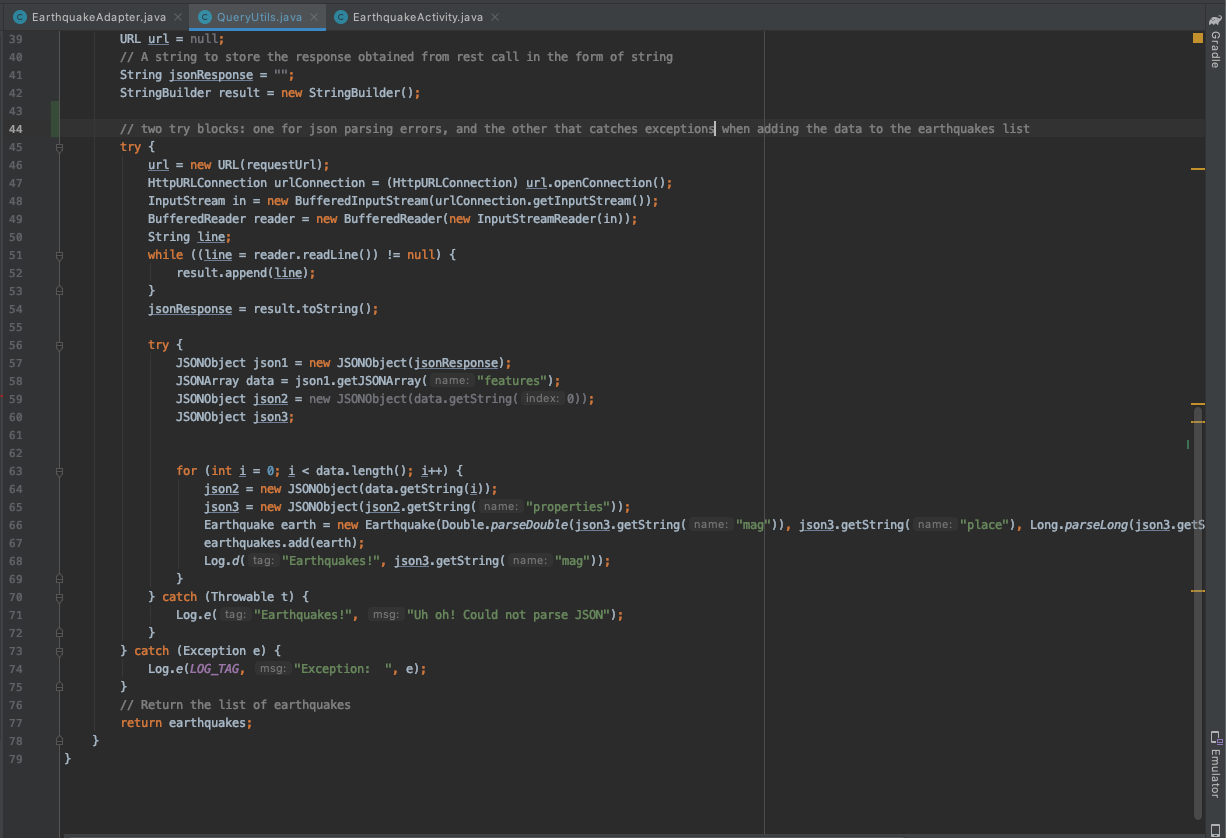 EarthquakeAdapter.java
QueryUtils.java
EarthquakeActivity.java
39 URL url = null;
40 // A string to store the response obtained from rest call in the form of string
41 String jsonResponse = "";
42 StringBuilder result = new StringBuilder();
43
44 // two try blocks: one for json parsing errors, and the other that catches exceptions when adding the data to the earthquakes list
45 try {
46 url = new URL(requestUrl);
47 HttpURLConnection urlConnection = (HttpURLConnection) url.openConnection();
48 InputStream in = new BufferedInputStream(urlConnection.getInputStream());
49 BufferedReader reader = new BufferedReader(new InputStreamReader(in));
50 String line;
51 while ((line = reader.readLine()) != null) {
52 result.append(line);
53 }
54 jsonResponse = result.toString();
55
56 try {
57 JSONObject json1 = new JSONObject(jsonResponse);
58 JSONArray data = json1.getJSONArray( name: "features");
59 JSONObject json2 = new JSONObject(data.getString( index: 0));
60 JSONObject json3;
61
62
63 for (int i = 0; i < data.length(); i++) {
64 json2 = new JSONObject(data.getString(i));
65 json3 = new JSONObject(json2.getString( name: "properties"));
66 Earthquake earth = new Earthquake(Double.parseDouble(json3.getString( name: "mag")), json3.getString( name: "place"), Long.parseLong(json3.getS
67 earthquakes.add(earth);
68 Log.d( tag: "Earthquakes!", json3.getString( name: "mag"));
69 }
70 } catch (Throwable t) {
71 Log.e( tag: "Earthquakes!", msg: "Uh oh! Could not parse JSON");
72 }
73 } catch (Exception e) {
74 Log.e(LOG_TAG, msg: "Exception:  ", e);
75 }
76 // Return the list of earthquakes
77 return earthquakes;
78 }
79 }
Gradle
Emulator